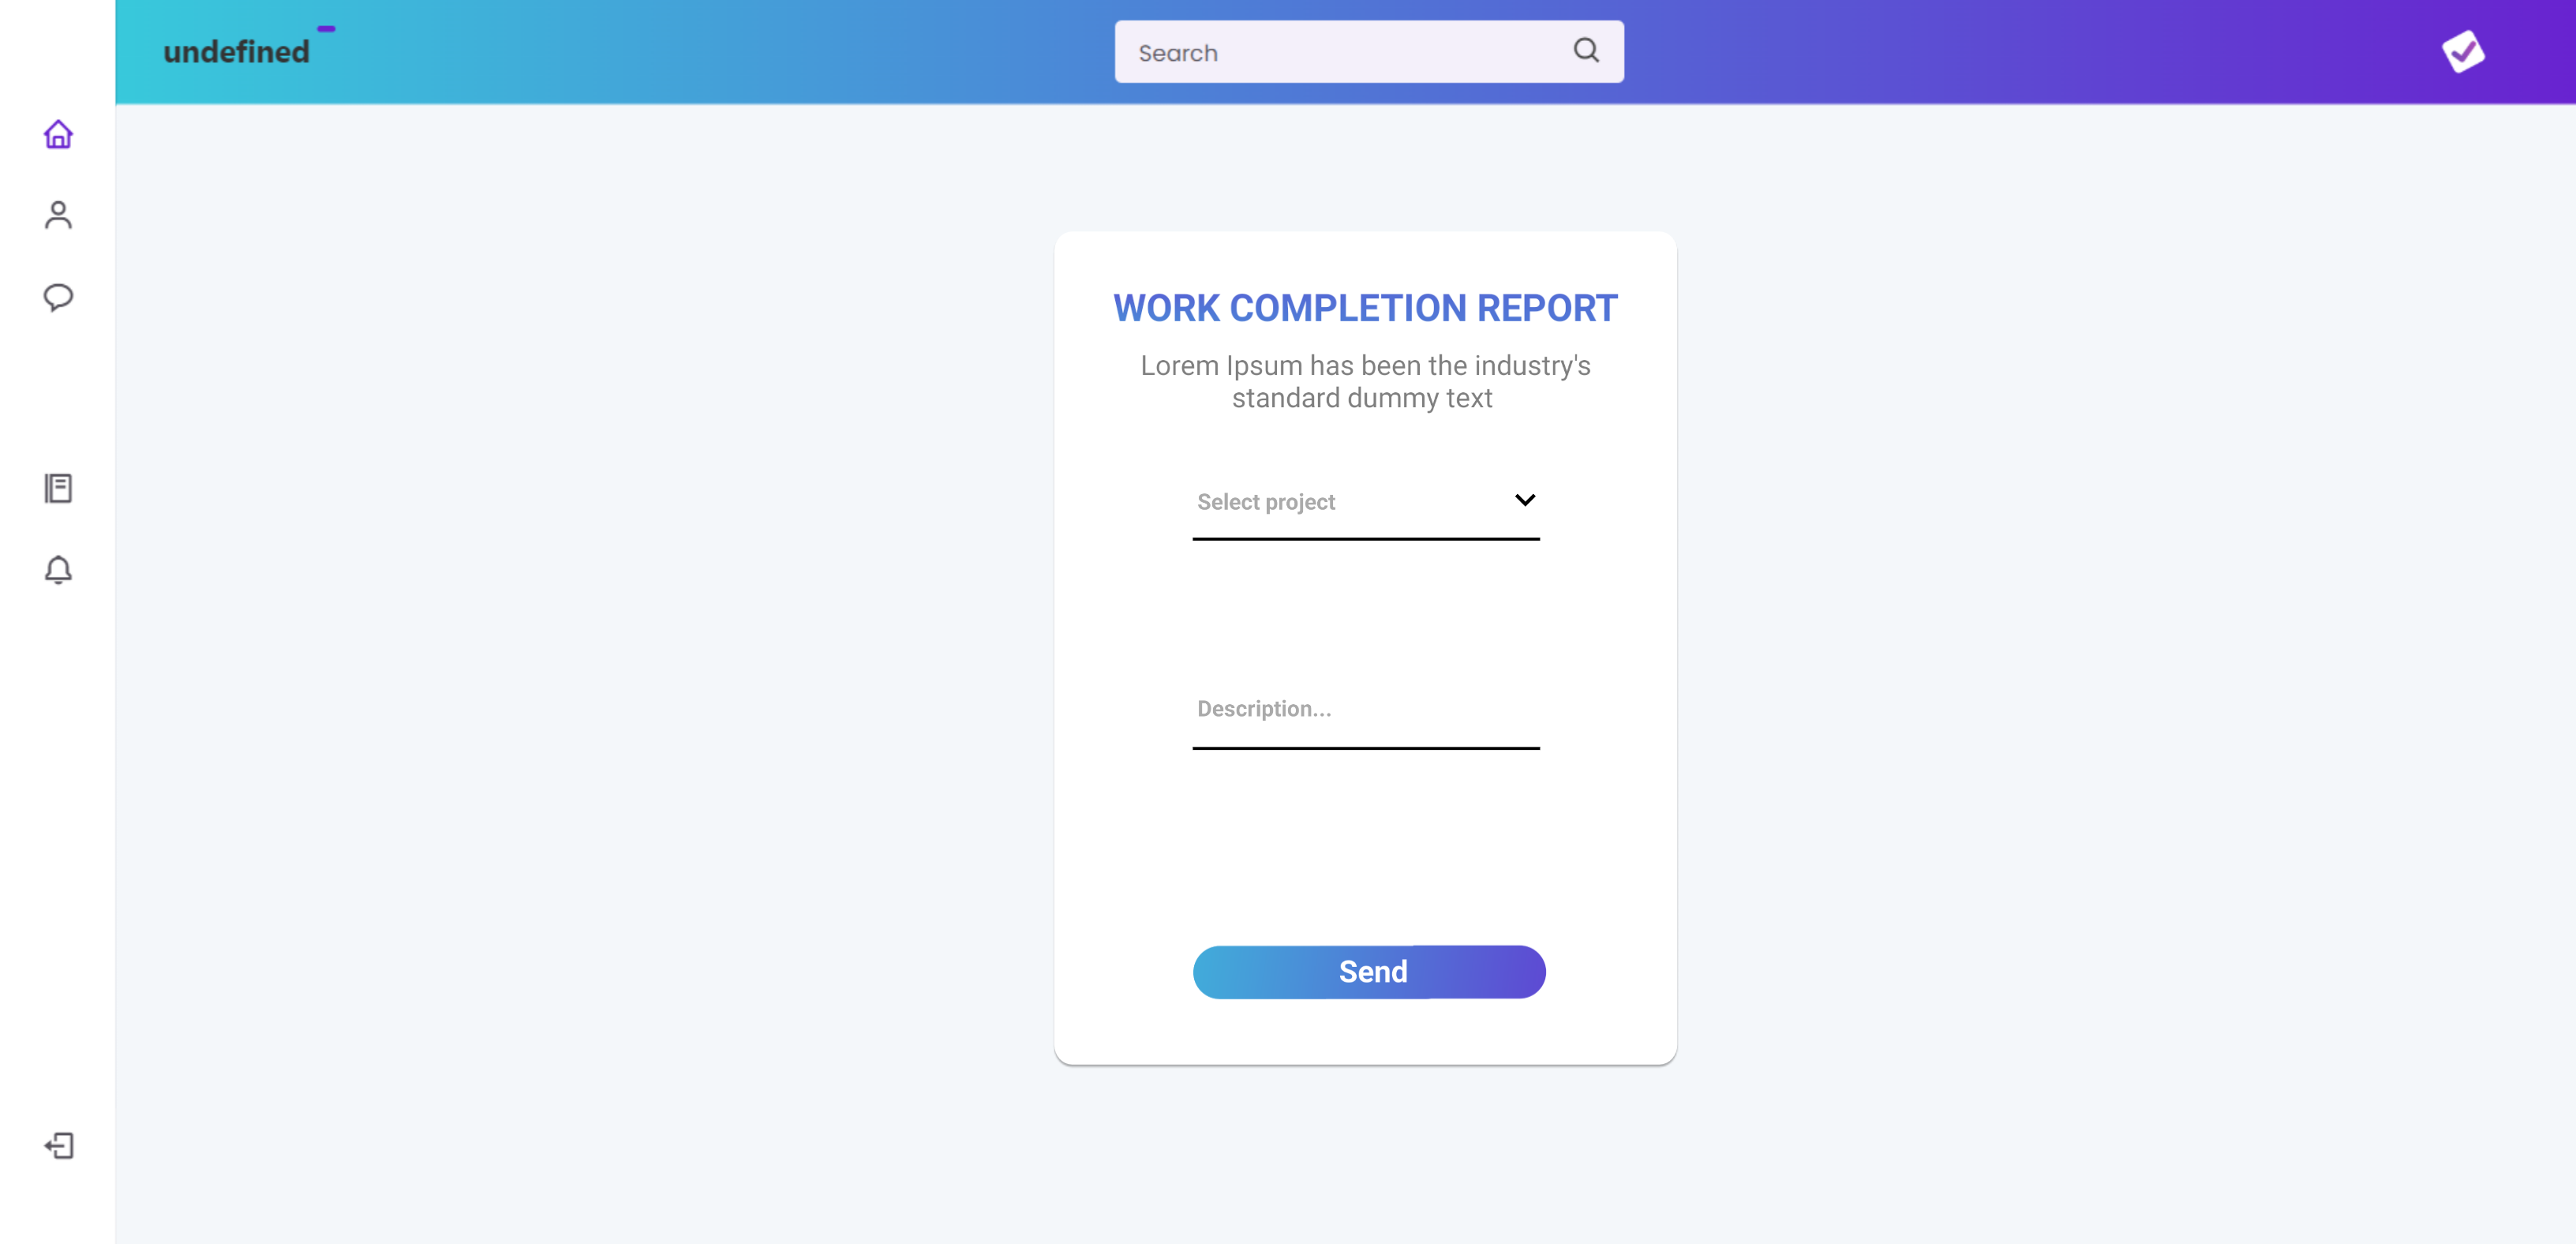 undefined
Search
WORK COMPLETION REPORT
Lorem Ipsum has been the industry's
standard dummy text
Select project
Description...
Send